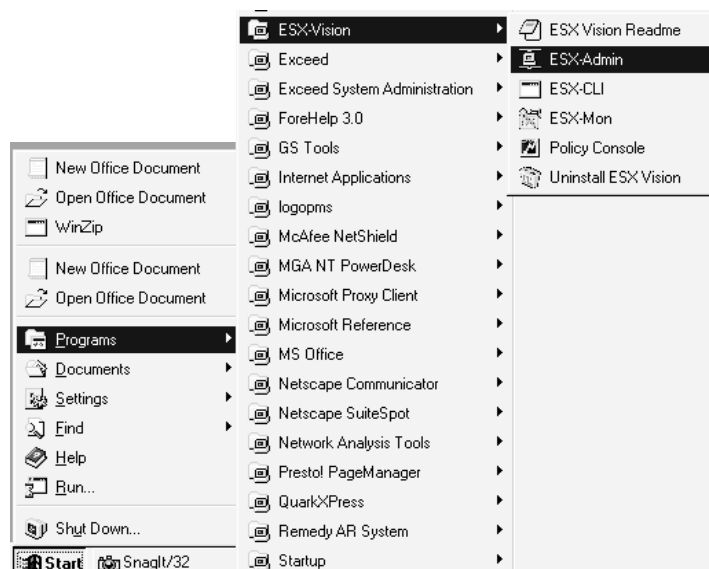 New Office Document
Open Office Document
WinZip
New Office Document
Open Office Document
Programs
Documents
Settings
Find
Help
Run...
Shut Down...
Start
SnagIt/32
ESX-Vision
Exceed
Exceed System Administration
ForeHelp 3.0
GS Tools
Internet Applications
logopms
McAfee NetShield
MGA NT PowerDesk
Microsoft Proxy Client
Microsoft Reference
MS Office
Netscape Communicator
Netscape SuiteSpot
Network Analysis Tools
Presto! PageManager
QuarkXPress
Remedy AR System
Startup
ESX Vision Readme
ESX-Admin
ESX-CLI
ESX-Mon
Policy Console
Uninstall ESX Vision